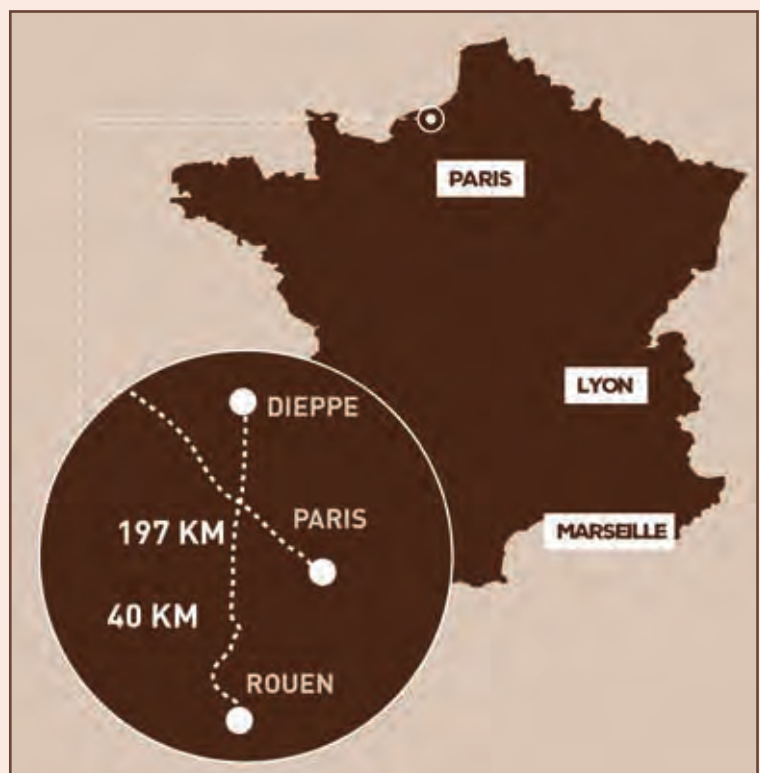 PARIS
LYON
DIEPPE
PARIS
197 KM
MARSEILLE
40 KM
ROUEN